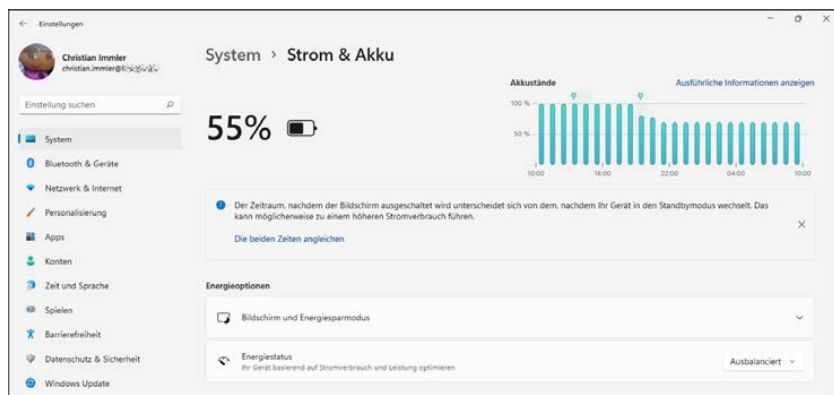 Einstellungen
Christian Immler
christian.immler@
Einstellung suchen
System
Bluetooth & Geräte
Netzwerk & Internet
Personalisierung
Apps
Konten
Zeit und Sprache
Spielen
Barrierefreiheit
Datenschutz & Sicherheit
Windows Update
System > Strom & Akku
55%
Akkustände
Ausführliche Informationen anzeigen
100 %
50 %
10:00 16:00 22:00 04:00 10:00
Der Zeitraum, nachdem der Bildschirm ausgeschaltet wird unterscheidet sich von dem, nachdem Ihr Gerät in den Standbymodus wechselt. Das
kann möglicherweise zu einem höheren Stromverbrauch führen.
Die beiden Zeiten angleichen
Energieoptionen
Bildschirm und Energiesparmodus
Energiestatus
Ihr Gerät basierend auf Stromverbrauch und Leistung optimieren
Ausbalanciert